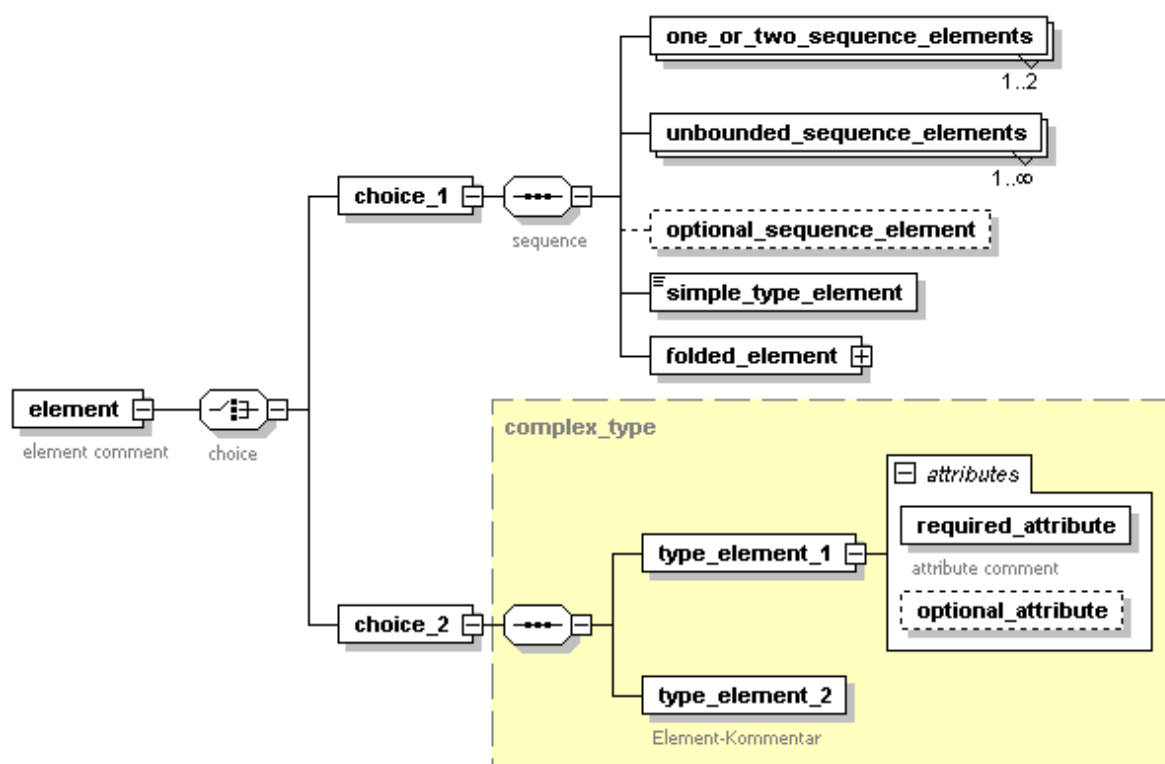 one_or_two_sequence_elements
1..2
unbounded_sequence_elements
1..∞
choice_1
sequence
optional_sequence_element
simple_type_element
folded_element
element
element comment
choice
complex_type
attributes
required_attribute
attribute comment
optional_attribute
type_element_1
choice_2
type_element_2
Element-Kommentar